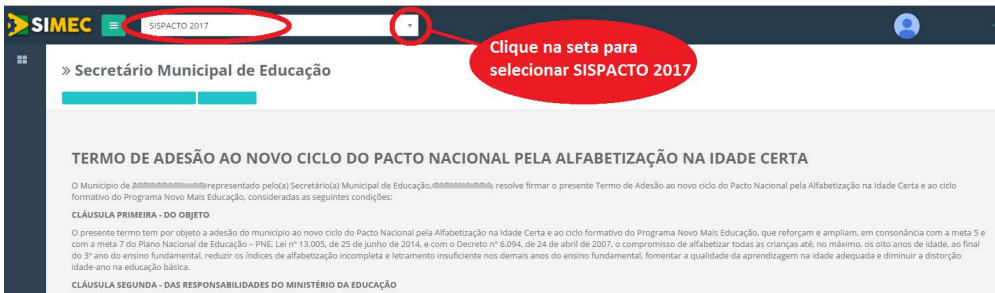 SIMEC
SISPACTO 2017
Clique na seta para
selecionar SISPACTO 2017
» Secretário Municipal de Educação
TERMO DE ADESÃO AO NOVO CICLO DO PACTO NACIONAL PELA ALFABETIZAÇÃO NA IDADE CERTA
O Município de representado pelo(a) Secretário(a) Municipal de Educação, resolve firmar o presente Termo de Adesão ao novo ciclo do Pacto Nacional pela Alfabetização na Idade Certa e ao ciclo
formativo do Programa Novo Mais Educação, consideradas as seguintes condições:
CLÁUSULA PRIMEIRA - DO OBJETO
O presente termo tem por objeto a adesão do município ao novo ciclo do Pacto Nacional pela Alfabetização na Idade Certa e ao ciclo formativo do Programa Novo Mais Educação, que reforçam e ampliam, em consonância com a meta 5 e
com a meta 7 do Plano Nacional de Educação – PNE, Lei nº 13.005, de 25 de junho de 2014, e com o Decreto nº 6.094, de 24 de abril de 2007, o compromisso de alfabetizar todas as crianças até, no máximo, os oito anos de idade, ao final
do 3º ano do ensino fundamental, reduzir os índices de alfabetização incompleta e letramento insuficiente nos demais anos do ensino fundamental, fomentar a qualidade da aprendizagem na idade adequada e diminuir a distorção
idade-ano na educação básica.
CLÁUSULA SEGUNDA - DAS RESPONSABILIDADES DO MINISTÉRIO DA EDUCAÇÃO